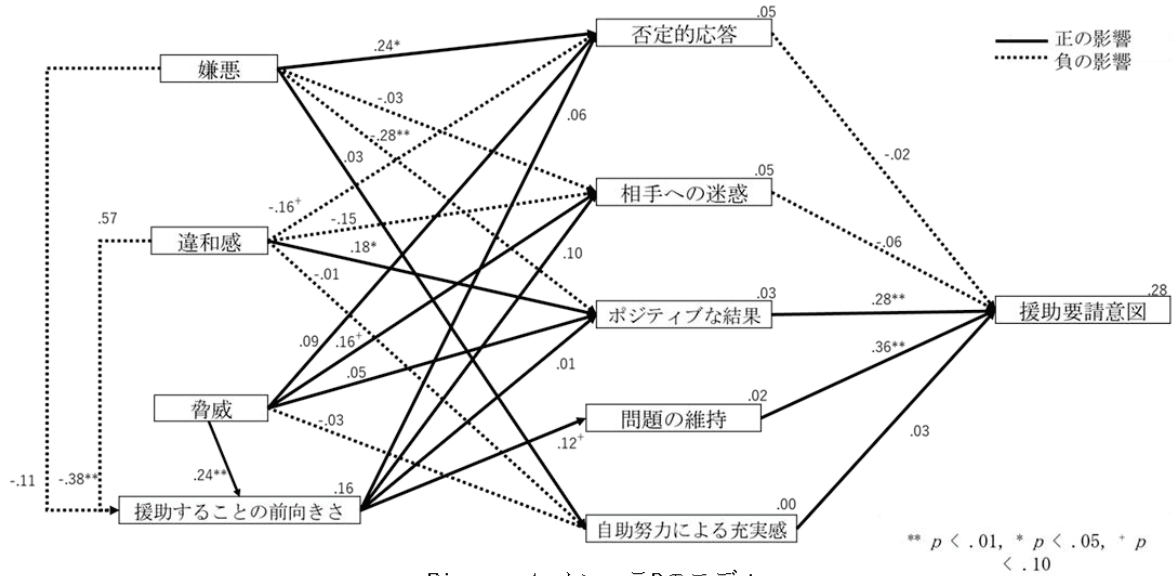 .05
否定的応答
正の影響
負の影響
.24*
嫌悪
-.03
.06
-.28**
.03
-.02
.05
相手への迷惑
-.16+
.57
-.15
違和感
.18*
.10
-.06
-.01
.03
ポジティブな結果
.28**
.28
援助要請意図
.09
.16+
.36**
.01
.05
脅威
.02
問題の維持
-.03
.12+
.03
-.11
-.38**
.24**
.16
援助することの前向きさ
.00
自助努力による充実感
** p < .01, * p < .05, + p
< .10